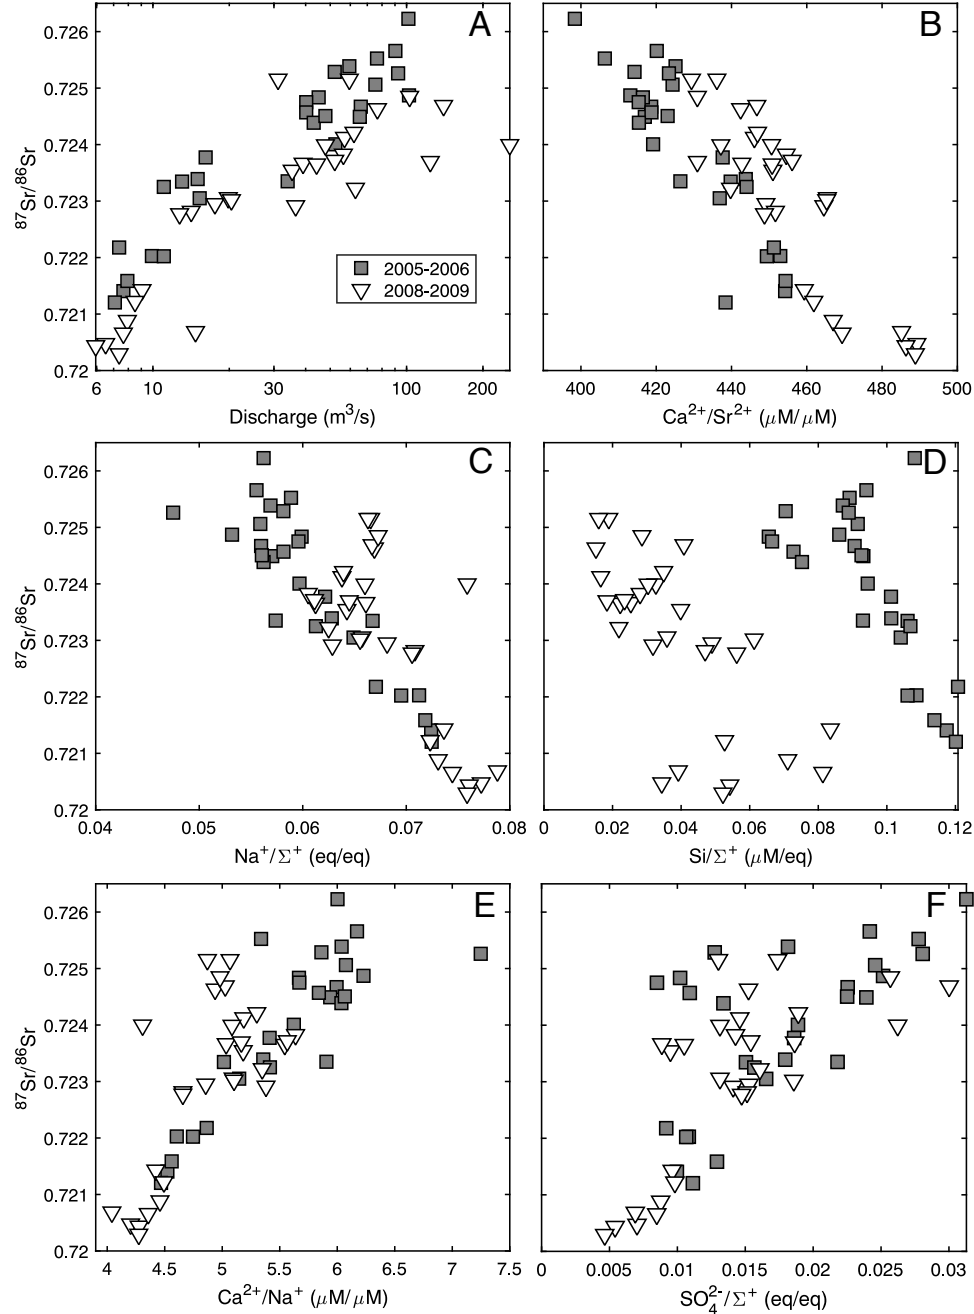 A
0.726
0.725
0.724
0.723
0.722
0.721
0.72
⁸⁷Sr/⁸⁶Sr
2005-2006
2008-2009
6 10 30 100 200
Discharge (m³/s)
B
400 420 440 460 480 500
Ca²⁺/Sr²⁺ (μM/μM)
C
0.726
0.725
0.724
0.723
0.722
0.721
0.72
⁸⁷Sr/⁸⁶Sr
0.04 0.05 0.06 0.07 0.08
Na⁺/Σ⁺ (eq/eq)
D
0 0.02 0.04 0.06 0.08 0.1 0.12
Si/Σ⁺ (μM/eq)
E
0.726
0.725
0.724
0.723
0.722
0.721
0.72
⁸⁷Sr/⁸⁶Sr
4 4.5 5 5.5 6 6.5 7 7.5
Ca²⁺/Na⁺ (μM/μM)
F
0 0.005 0.01 0.015 0.02 0.025 0.03
SO₄²⁻/Σ⁺ (eq/eq)